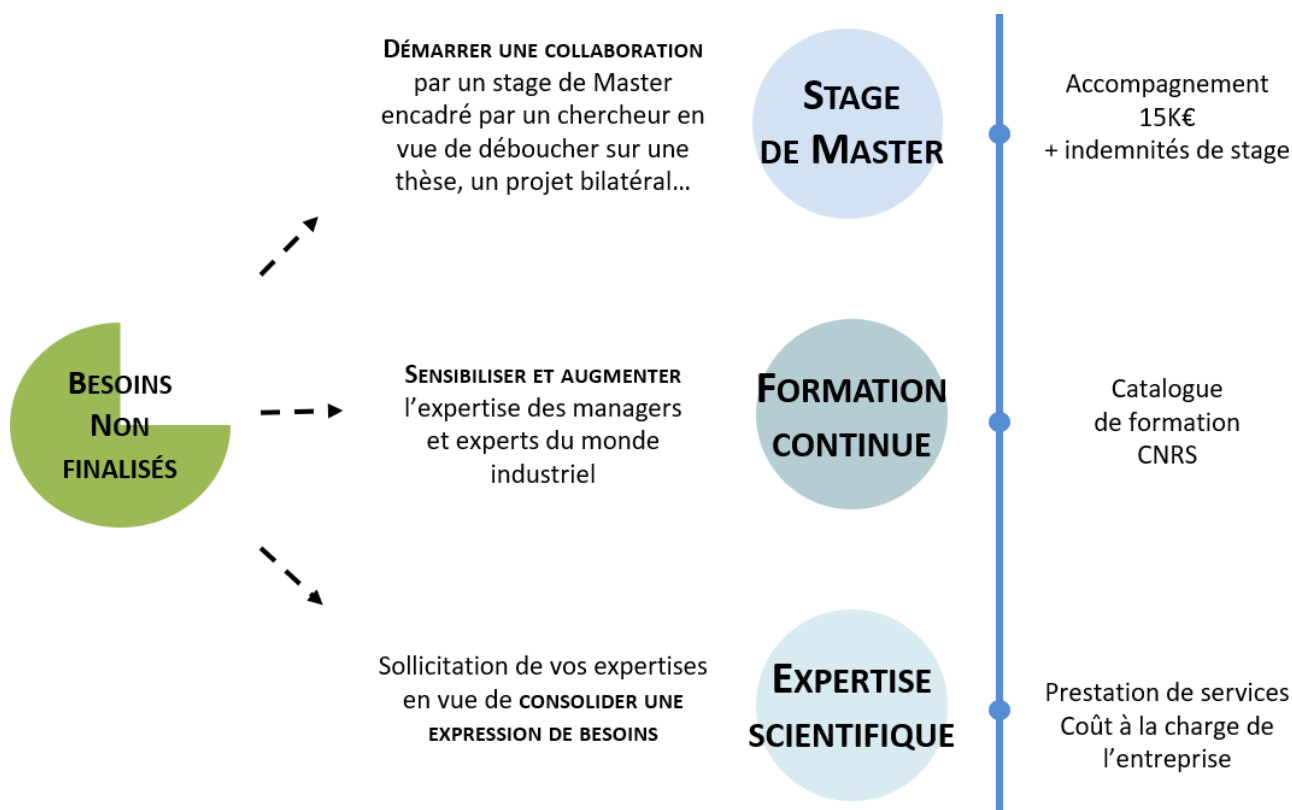 DÉMARRER UNE COLLABORATION
par un stage de Master
encadré par un chercheur en
vue de déboucher sur une
thèse, un projet bilatéral…
STAGE
DE MASTER
Accompagnement
15K€
+ indemnités de stage
BESOINS
NON
FINALISÉS
SENSIBILISER ET AUGMENTER
l’expertise des managers
et experts du monde
industriel
FORMATION
CONTINUE
Catalogue
de formation
CNRS
Sollicitation de vos expertises
en vue de CONSOLIDER UNE
EXPRESSION DE BESOINS
EXPERTISE
SCIENTIFIQUE
Prestation de services
Coût à la charge de
l’entreprise